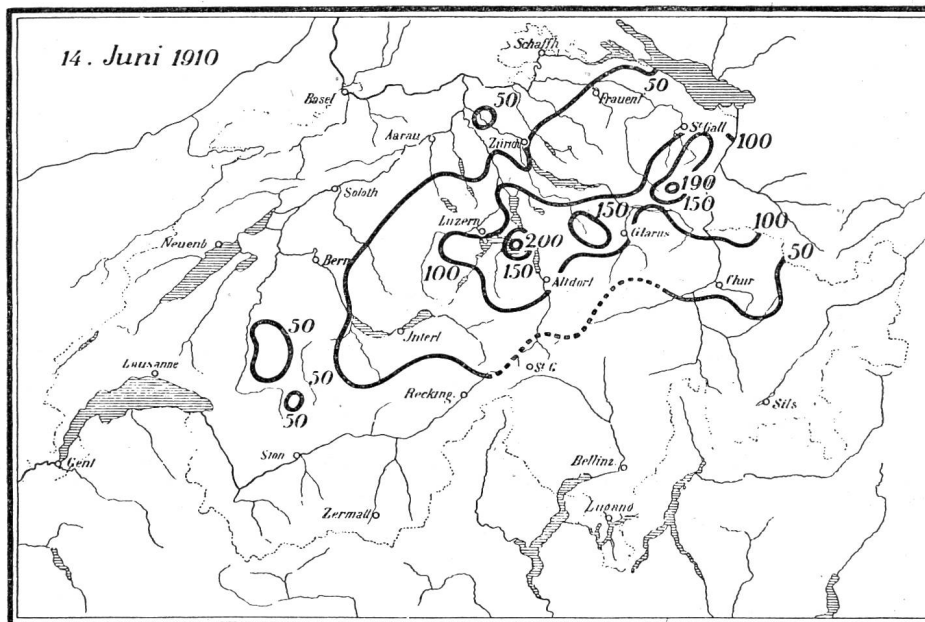 14. Juni 1910
Schaffh
Basel
50
Frauenf
50
Aarau
Zürich
St Gall
100
Soloth
190
150
Luzern
150
Neuenb
200
Glarus
100
Bern
100
150
50
Altdorf
Chur
50
Interl
Lausanne
50
St G.
Recking.
Sils
50
Sion
Genf
Bellinz.
Zermatt
Lugano